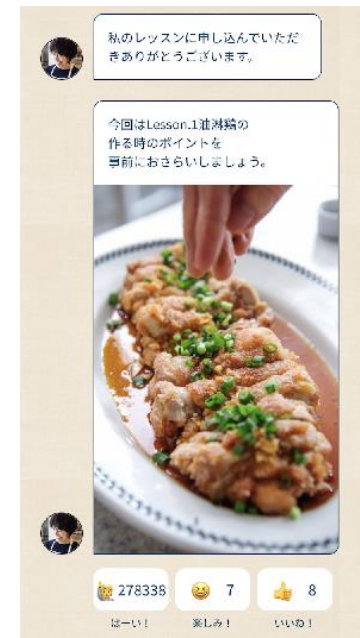 私のレッスンに申し込んでいただ
きありがとうございます。
今回はLesson.1油淋鶏の
作る時のポイントを
事前におさらいしましょう。
278338
7
8
はーい！
楽しみ！
いいね！